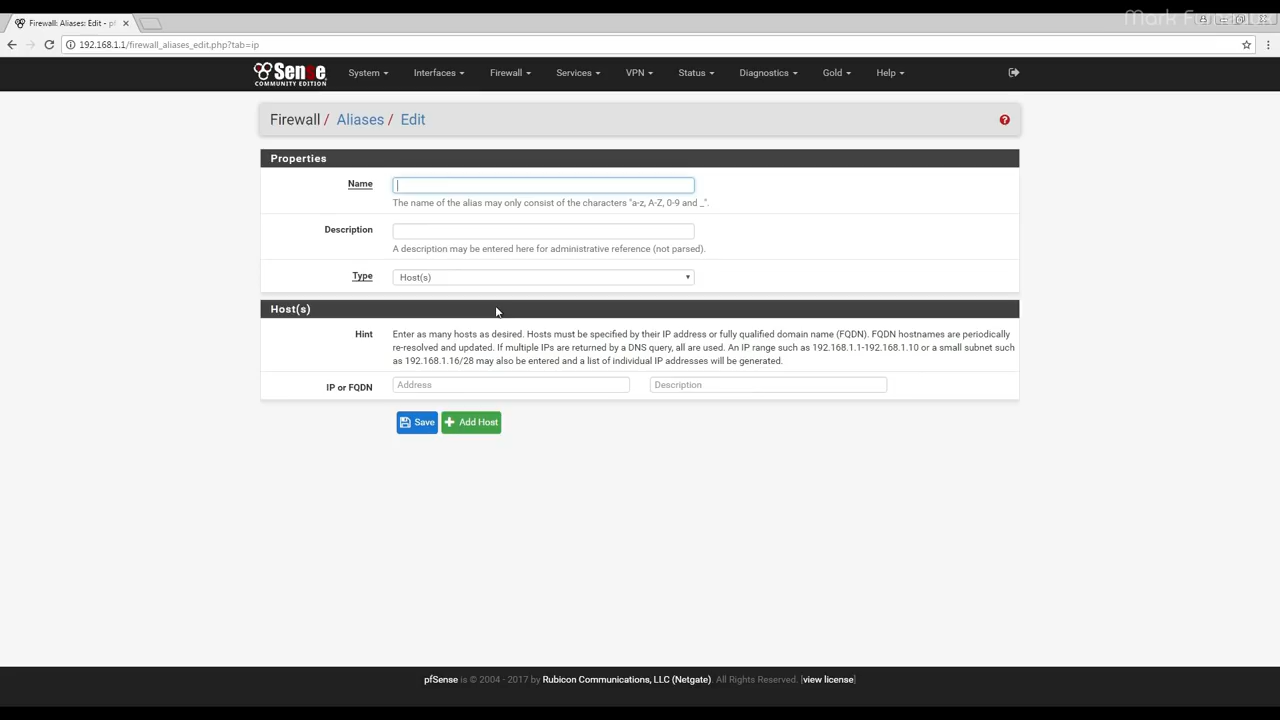 Firewall: Aliases: Edit - pf
Mark Fu
192.168.1.1/firewall_aliases_edit.php?tab=ip
Sense
COMMUNITY EDITION
System Interfaces Firewall Services VPN Status Diagnostics Gold Help
Firewall / Aliases / Edit
Properties
Name
The name of the alias may only consist of the characters "a-z, A-Z, 0-9 and _".
Description
A description may be entered here for administrative reference (not parsed).
Type Host(s)
Host(s)
Hint Enter as many hosts as desired. Hosts must be specified by their IP address or fully qualified domain name (FQDN). FQDN hostnames are periodically
re-resolved and updated. If multiple IPs are returned by a DNS query, all are used. An IP range such as 192.168.1.1-192.168.1.10 or a small subnet such
as 192.168.1.16/28 may also be entered and a list of individual IP addresses will be generated.
IP or FQDN Address Description
Save Add Host
pfSense is © 2004 - 2017 by Rubicon Communications, LLC (Netgate). All Rights Reserved. [view license]